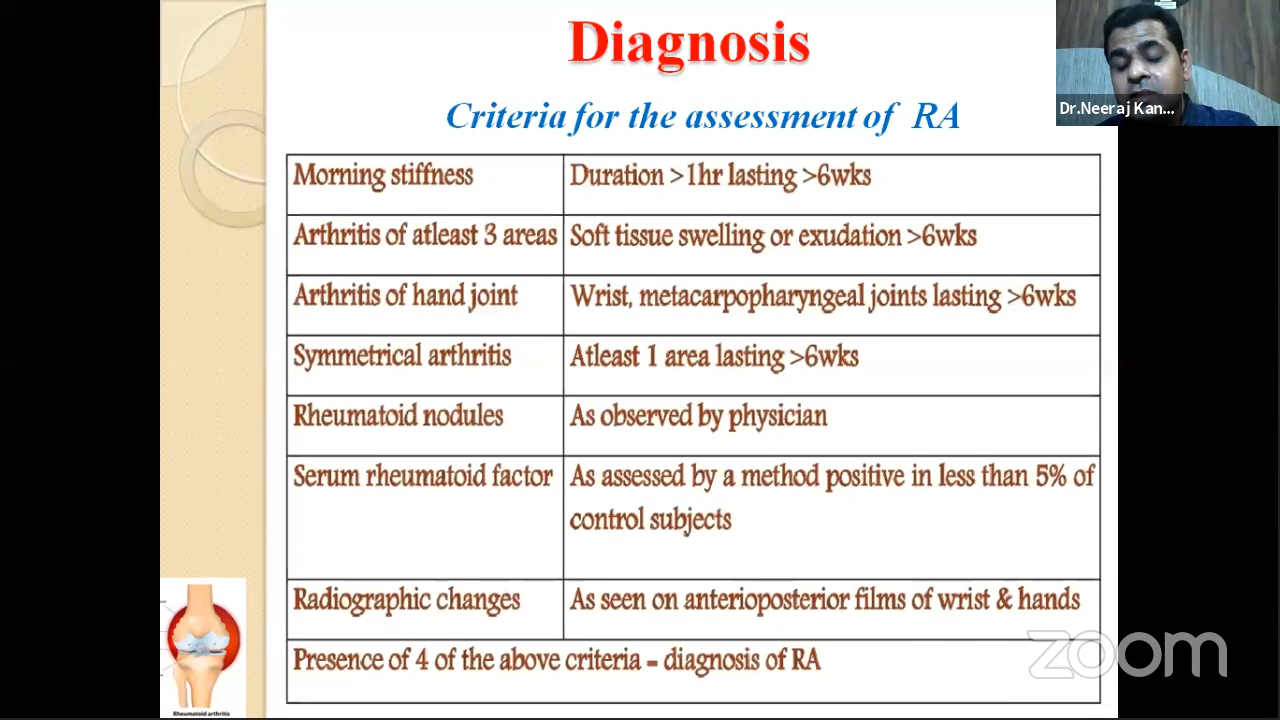 Diagnosis
Dr.Neeraj Kan...
Criteria for the assessment of RA
Morning stiffness
Duration >1hr lasting >6wks
Arthritis of atleast 3 areas
Soft tissue swelling or exudation >6wks
Arthritis of hand joint
Wrist, metacarpopharyngeal joints lasting >6wks
Symmetrical arthritis
Atleast 1 area lasting >6wks
Rheumatoid nodules
As observed by physician
Serum rheumatoid factor
As assessed by a method positive in less than 5% of
control subjects
Radiographic changes
As seen on anterioposterior films of wrist & hands
Presence of 4 of the above criteria = diagnosis of RA
zoom
Rheumatoid arthritis